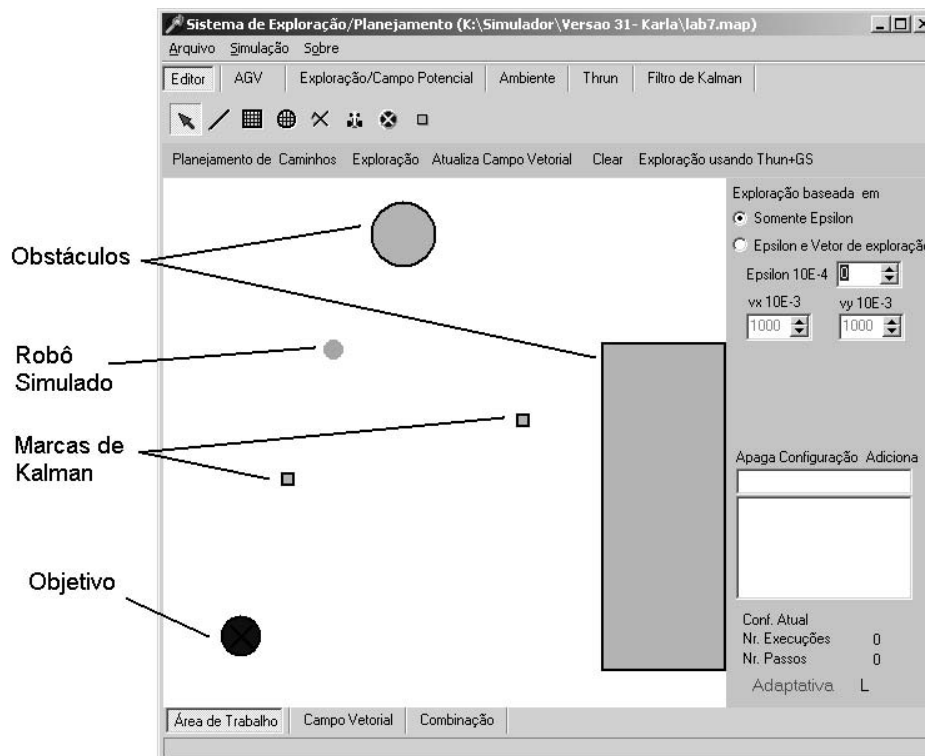 Sistema de Exploração/Planejamento (K:\Simulador\Versao 31- Karla\lab7.map)
Arquivo Simulação Sobre
Editor AGV Exploração/Campo Potencial Ambiente Thrun Filtro de Kalman
Planejamento de Caminhos Exploração Atualiza Campo Vetorial Clear Exploração usando Thun+GS
Exploração baseada em
Somente Epsilon
Epsilon e Vetor de exploração
Epsilon 10E-4 0
vx 10E-3 vy 10E-3
1000 1000
Obstáculos
Robô
Simulado
Marcas de
Kalman
Objetivo
Apaga Configuração Adiciona
Conf. Atual
Nr. Execuções 0
Nr. Passos 0
Adaptativa L
Área de Trabalho Campo Vetorial Combinação